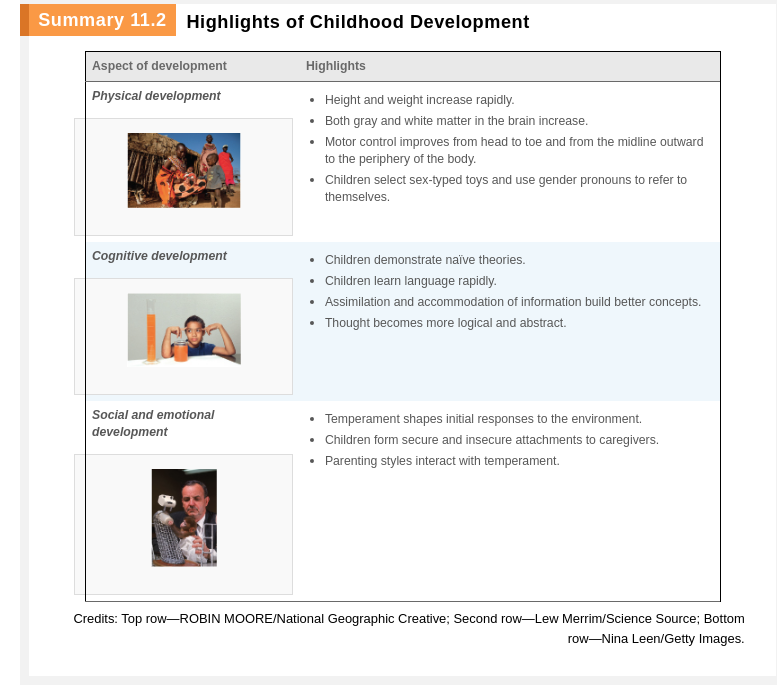 Summary 11.2 Highlights of Childhood Development
Aspect of development Highlights
Physical development
• Height and weight increase rapidly.
• Both gray and white matter in the brain increase.
• Motor control improves from head to toe and from the midline outward
to the periphery of the body.
• Children select sex-typed toys and use gender pronouns to refer to
themselves.
Cognitive development
• Children demonstrate naïve theories.
• Children learn language rapidly.
• Assimilation and accommodation of information build better concepts.
• Thought becomes more logical and abstract.
Social and emotional
development
• Temperament shapes initial responses to the environment.
• Children form secure and insecure attachments to caregivers.
• Parenting styles interact with temperament.
Credits: Top row—ROBIN MOORE/National Geographic Creative; Second row—Lew Merrim/Science Source; Bottom
row—Nina Leen/Getty Images.